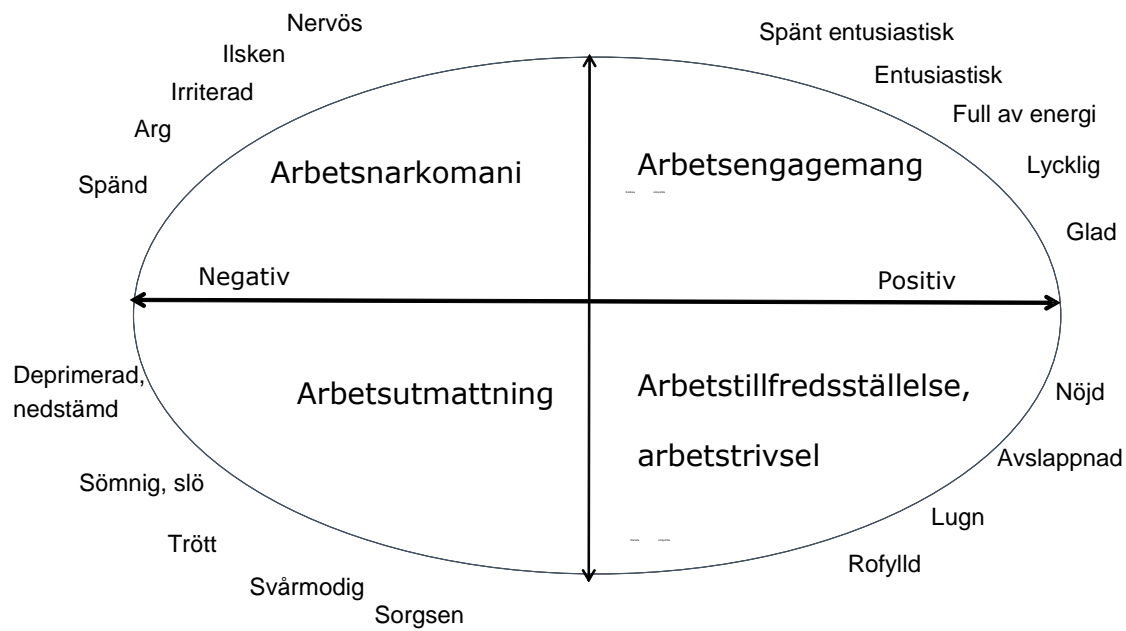 Nervös
Ilsken
Irriterad
Arg
Spänd
Spänt entusiastisk
Entusiastisk
Full av energi
Lycklig
Glad
Arbetsnarkomani
Arbetsengagemang
Negativ
Positiv
Arbetsutmattning
Arbetstillfredsställelse,
arbetstrivsel
Deprimerad,
nedstämd
Sömnig, slö
Trött
Svårmodig
Sorgsen
Nöjd
Avslappnad
Lugn
Rofylld